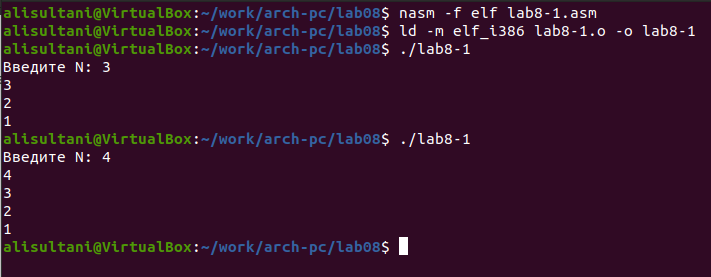 alisultani@VirtualBox:~/work/arch-pc/lab08$ nasm -f elf lab8-1.asm
alisultani@VirtualBox:~/work/arch-pc/lab08$ ld -m elf_i386 lab8-1.o -o lab8-1
alisultani@VirtualBox:~/work/arch-pc/lab08$ ./lab8-1
Введите N: 3
3
2
1
alisultani@VirtualBox:~/work/arch-pc/lab08$ ./lab8-1
Введите N: 4
4
3
2
1
alisultani@VirtualBox:~/work/arch-pc/lab08$